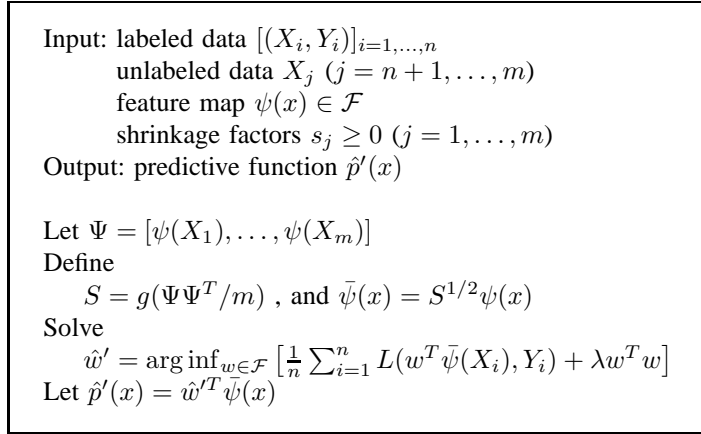 Input: labeled data [(X_i, Y_i)]_{i=1,...,n}
unlabeled data X_j (j = n + 1, . . . , m)
feature map ψ(x) ∈ F
shrinkage factors s_j ≥ 0 (j = 1, . . . , m)
Output: predictive function p̂′(x)
Let Ψ = [ψ(X_1), . . . , ψ(X_m)]
Define
S = g(ΨΨ^T/m) , and ψ̄(x) = S^{1/2}ψ(x)
Solve
ŵ′ = arg inf_{w∈F} [1/n ∑_{i=1}^n L(w^T ψ̄(X_i), Y_i) + λw^T w]
Let p̂′(x) = ŵ′^T ψ̄(x)